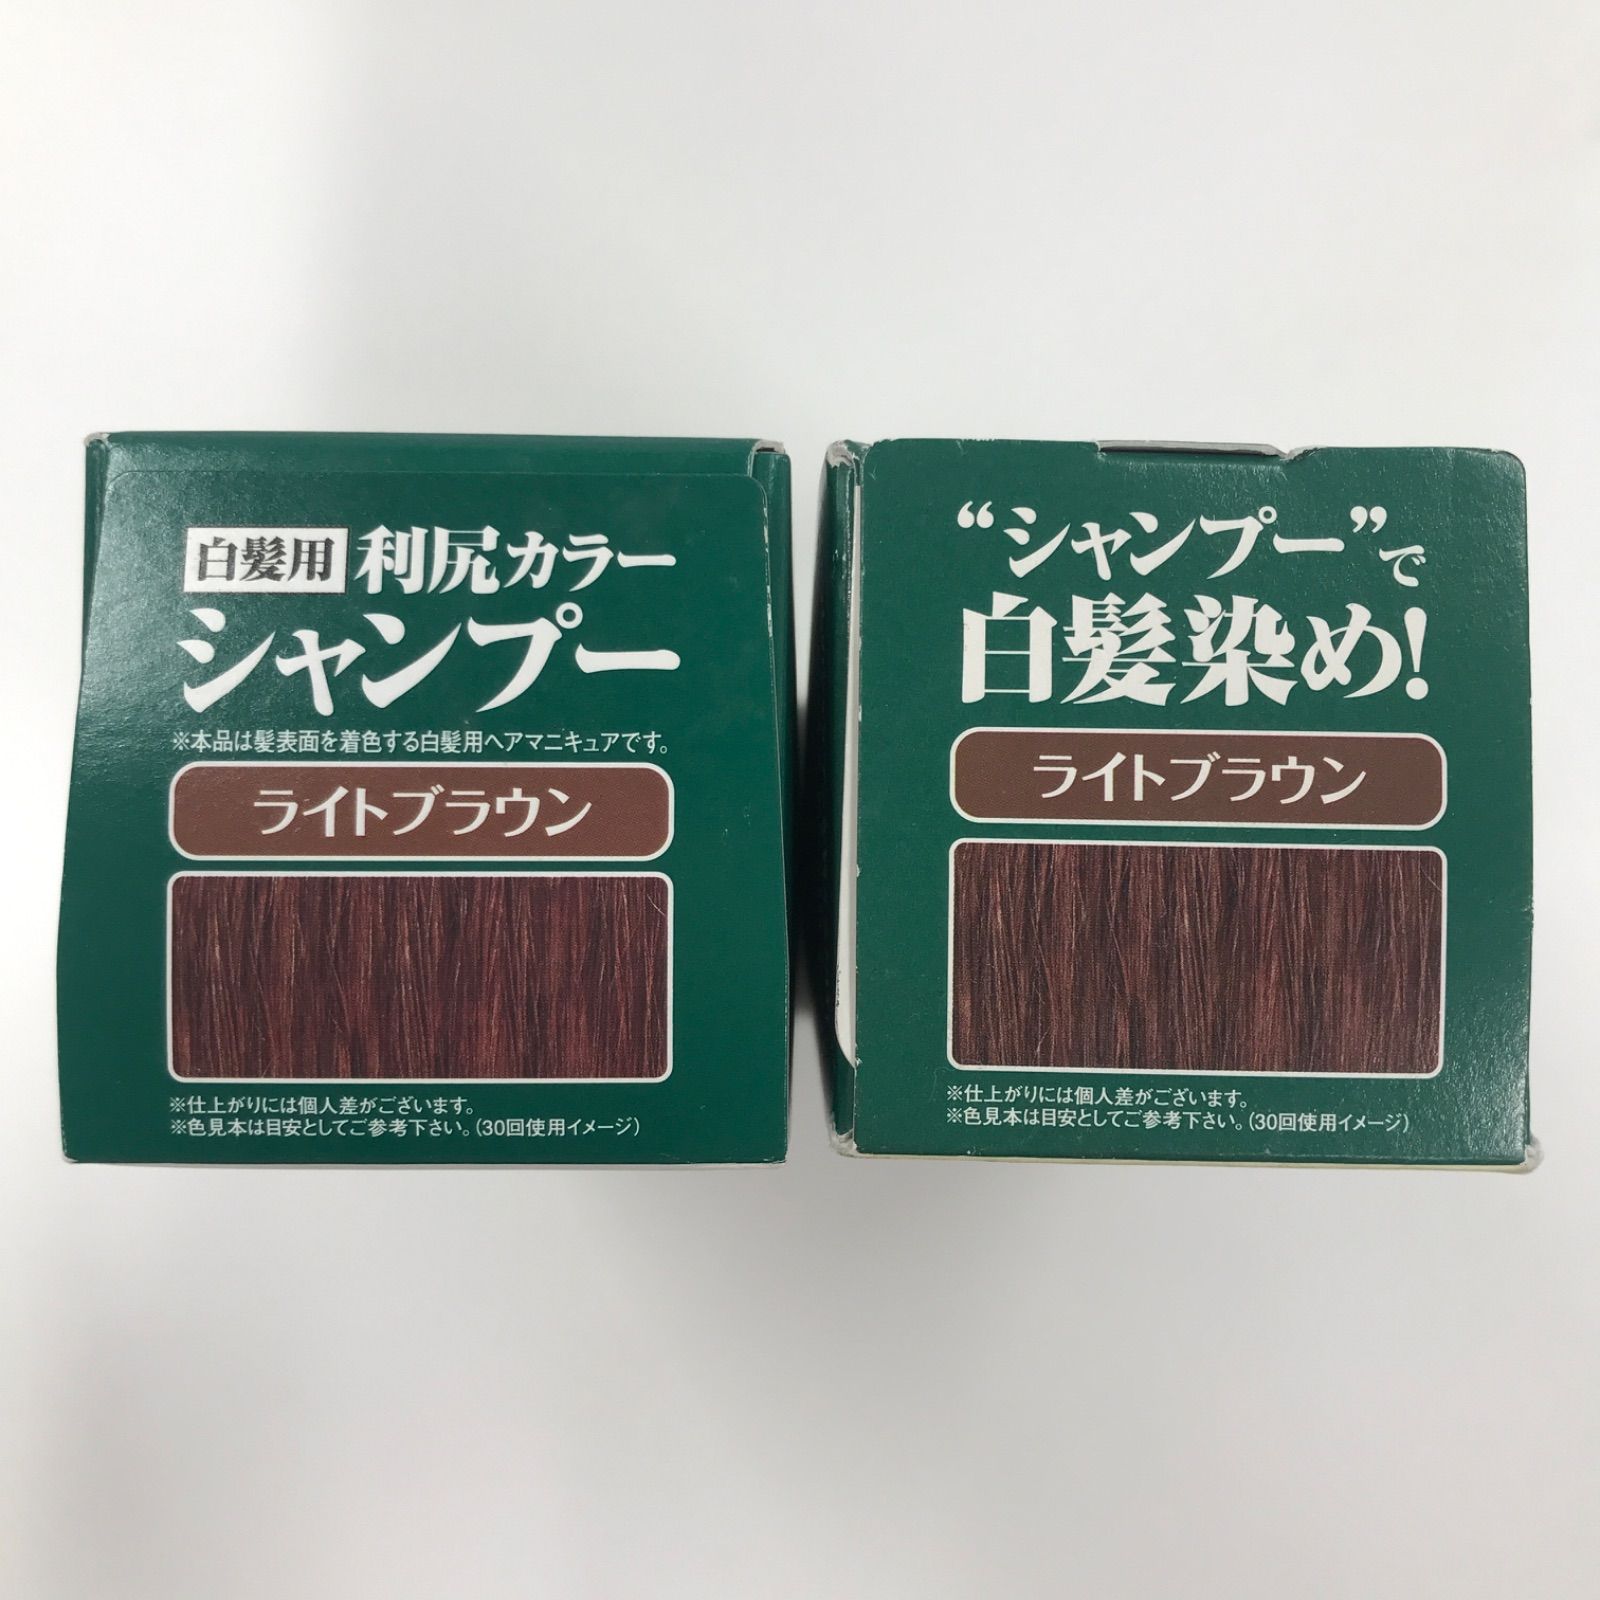 白髪用 利尻カラー
シャンプー
※本品は髪表面を着色する白髪用ヘアマニキュアです。
ライトブラウン
※仕上がりには個人差がございます。
※色見本は目安としてご参考下さい。(30回使用イメージ)
“シャンプー”で
白髪染め!
ライトブラウン
※仕上がりには個人差がございます。
※色見本は目安としてご参考下さい。(30回使用イメージ)